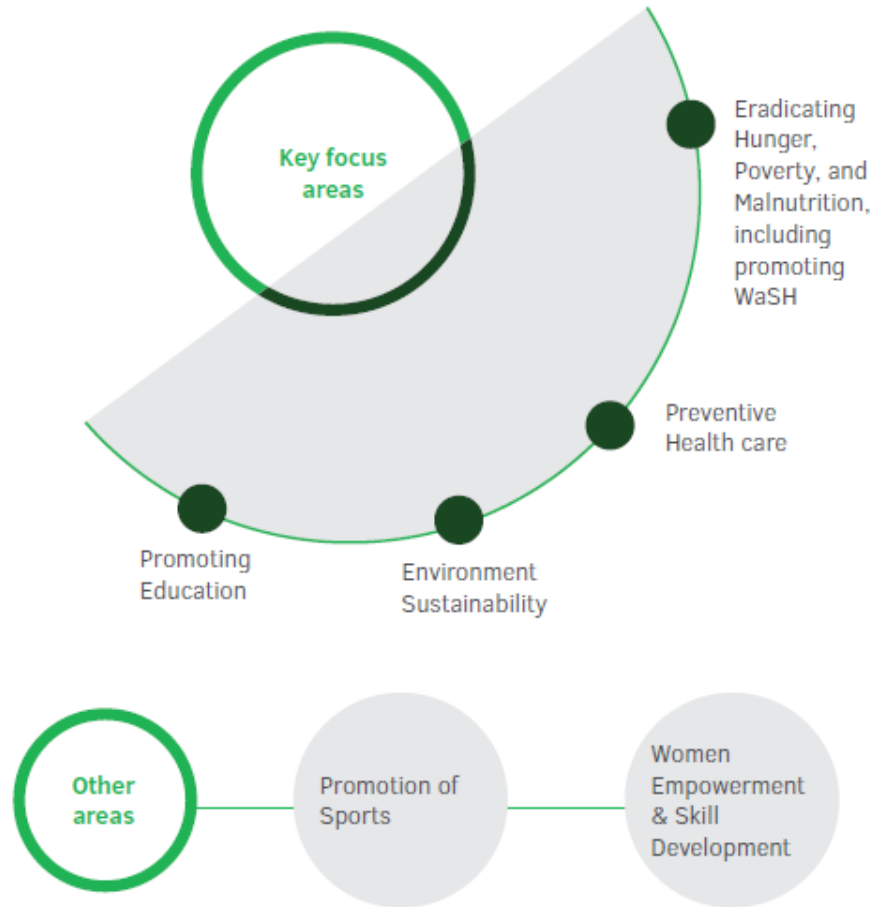 Key focus
areas
Eradicating
Hunger,
Poverty, and
Malnutrition,
including
promoting
WaSH
Preventive
Health care
Environment
Sustainability
Promoting
Education
Other
areas
Promotion of
Sports
Women
Empowerment
& Skill
Development